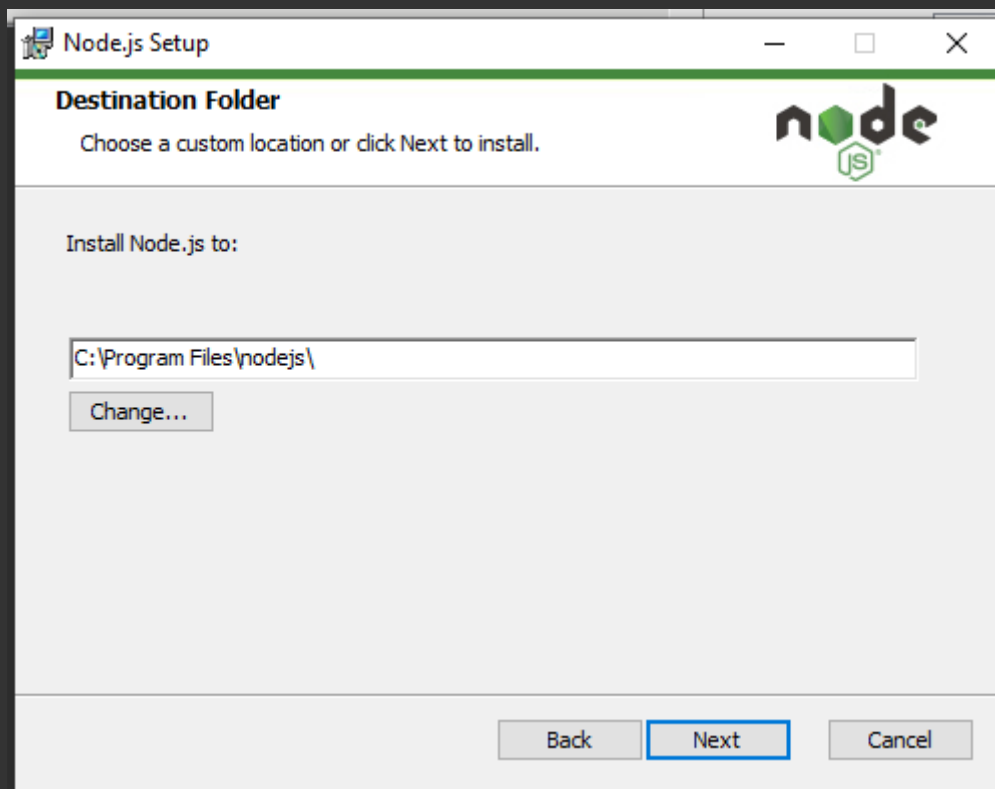 Node.js Setup
Destination Folder
Choose a custom location or click Next to install.
node
JS
Install Node.js to:
C:\Program Files\nodejs\
Change...
Back Next Cancel